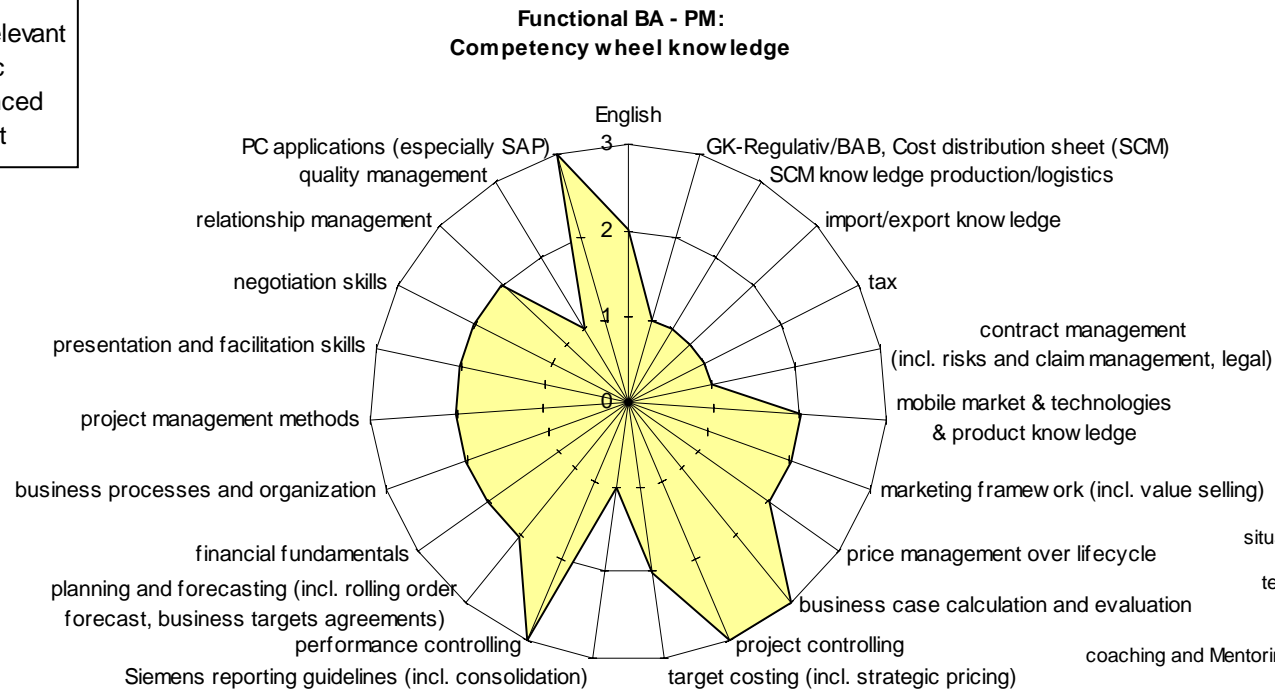 Functional BA - PM:
Competency wheel knowledge
English
PC applications (especially SAP)
3
GK-Regulativ/BAB, Cost distribution sheet (SCM)
quality management
SCM knowledge production/logistics
relationship management
import/export knowledge
2
negotiation skills
tax
1
presentation and facilitation skills
contract management
(incl. risks and claim management, legal)
0
project management methods
mobile market & technologies
& product knowledge
business processes and organization
marketing framework (incl. value selling)
financial fundamentals
price management over lifecycle
planning and forecasting (incl. rolling order
forecast, business targets agreements)
business case calculation and evaluation
performance controlling
project controlling
coaching and
Siemens reporting guidelines (incl. consolidation)
target costing (incl. strategic pricing)